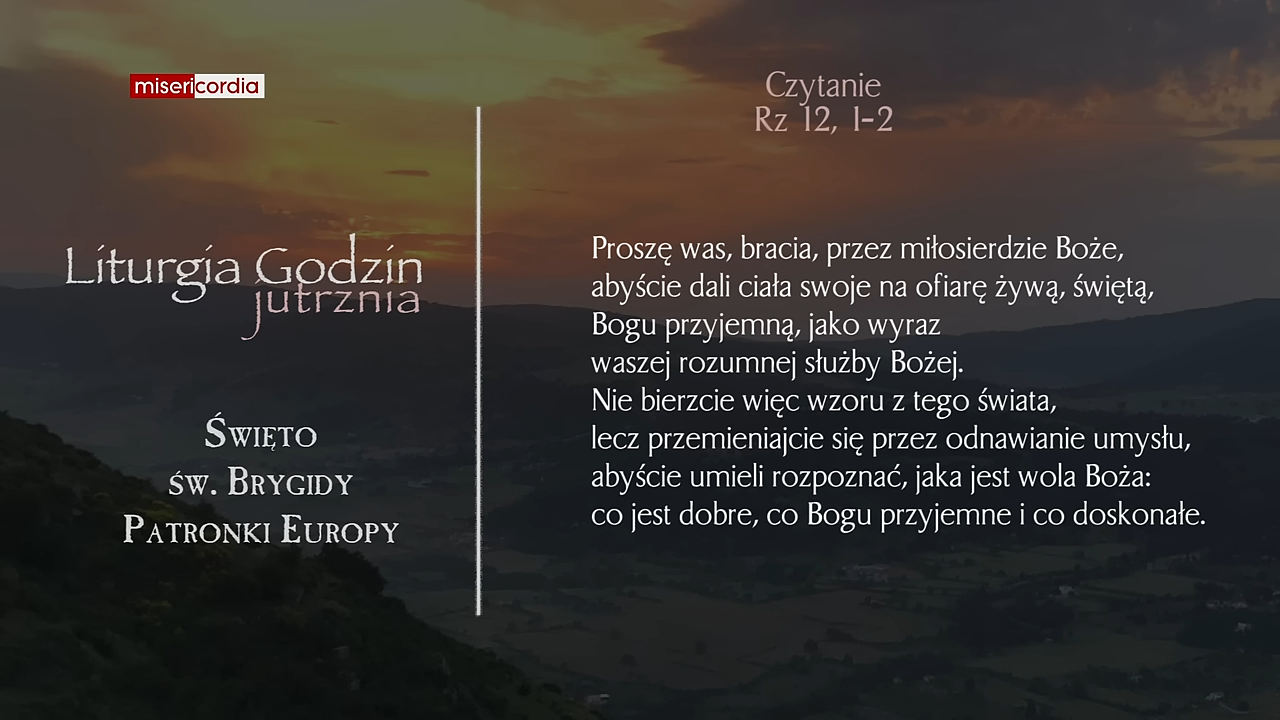 misericordia
Liturgia Godzin
jutrznia
Święto
św. Brygidy
Patronki Europy
Czytanie
Rz 12, 1-2
Proszę was, bracia, przez miłosierdzie Boże,
abyście dali ciała swoje na ofiarę żywą, świętą,
Bogu przyjemną, jako wyraz
waszej rozumnej służby Bożej.
Nie bierzcie więc wzoru z tego świata,
lecz przemieniajcie się przez odnawianie umysłu,
abyście umieli rozpoznać, jaka jest wola Boża:
co jest dobre, co Bogu przyjemne i co doskonałe.